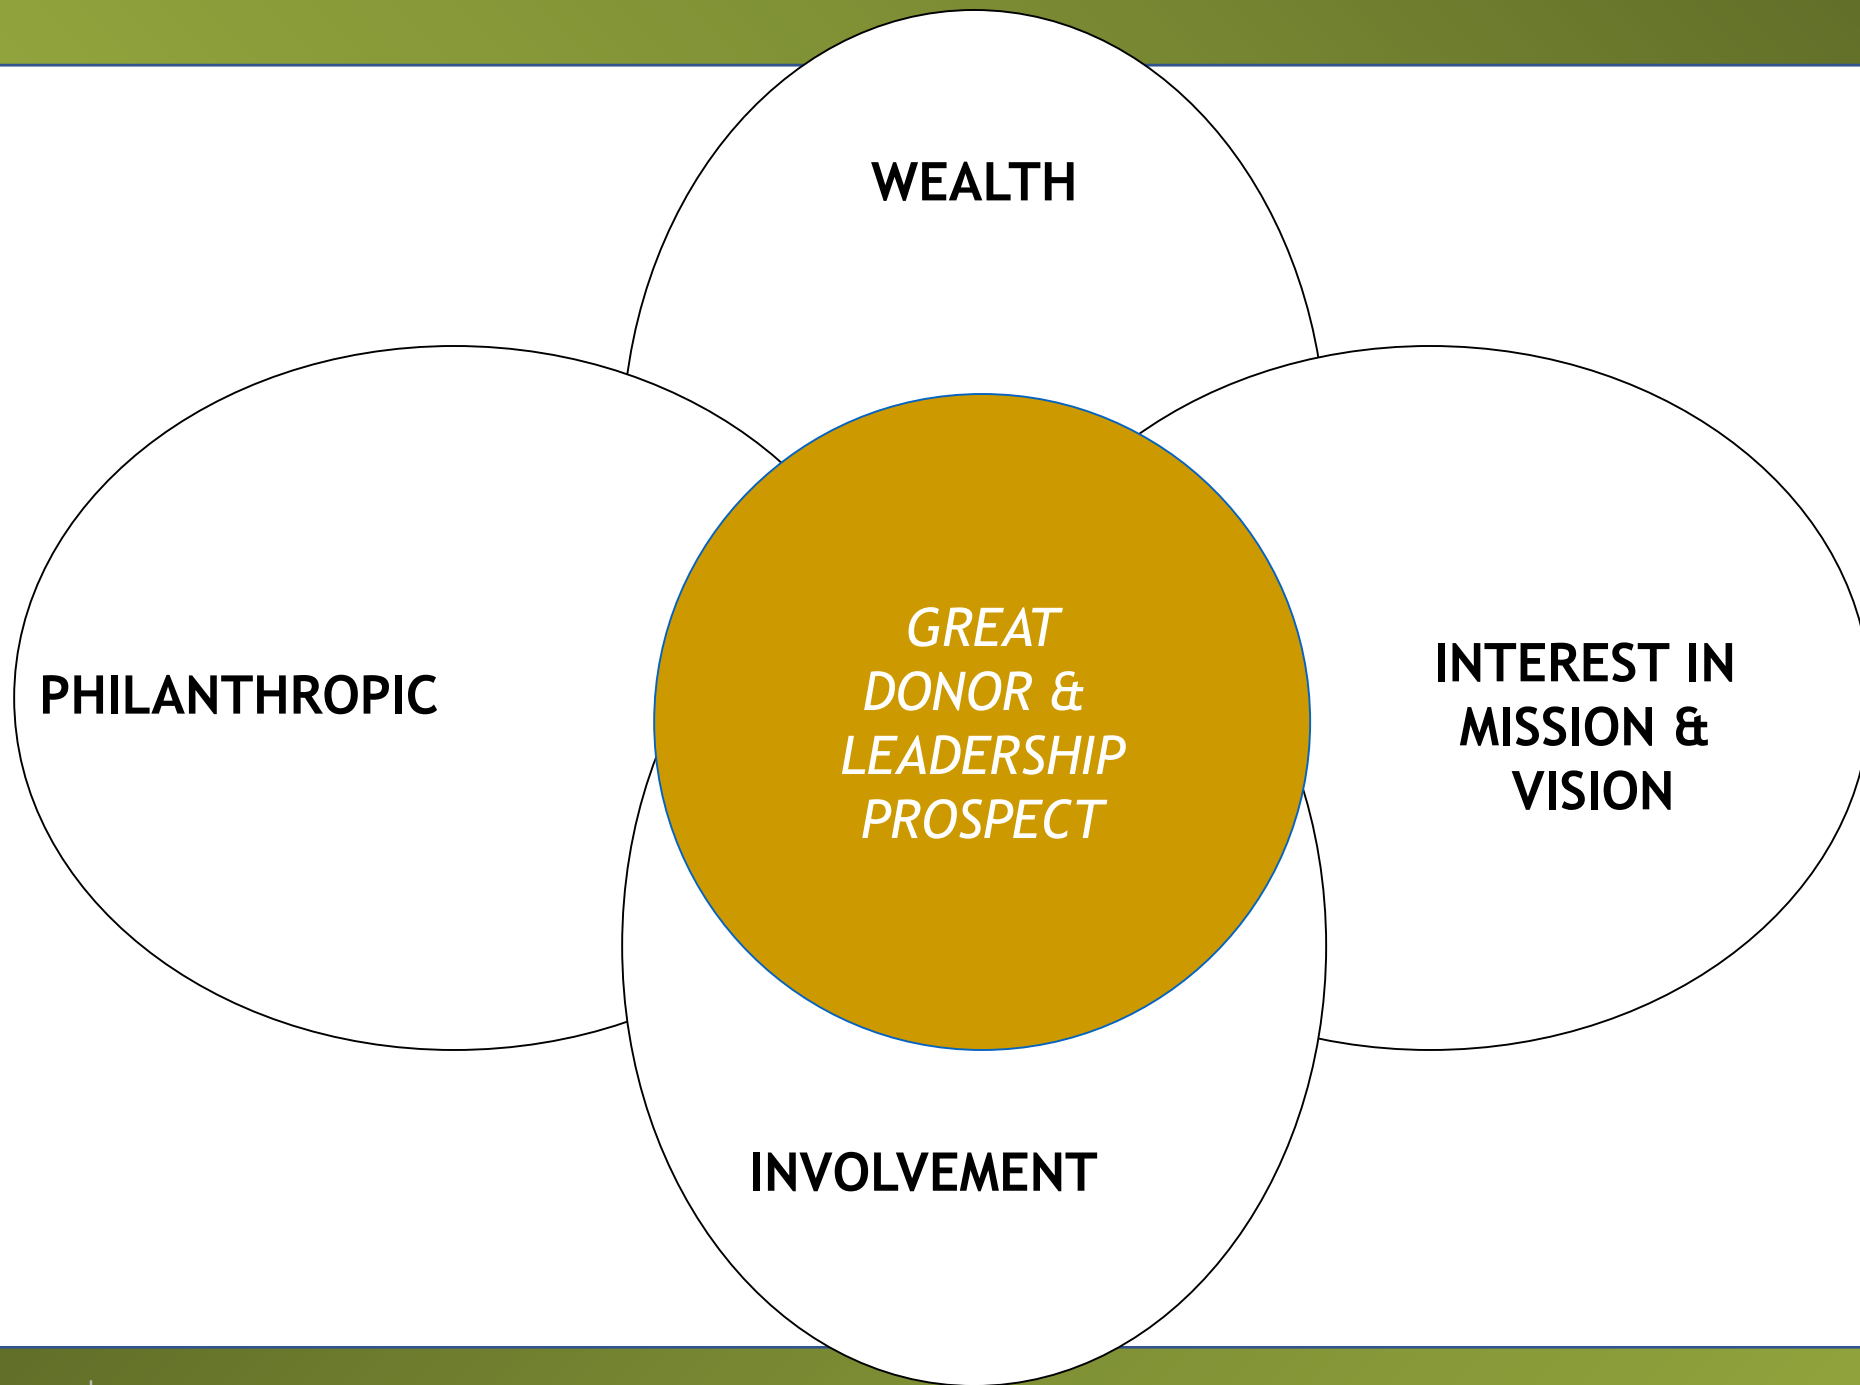 WEALTH
PHILANTHROPIC
GREAT
DONOR &
LEADERSHIP
PROSPECT
INTEREST IN
MISSION &
VISION
INVOLVEMENT